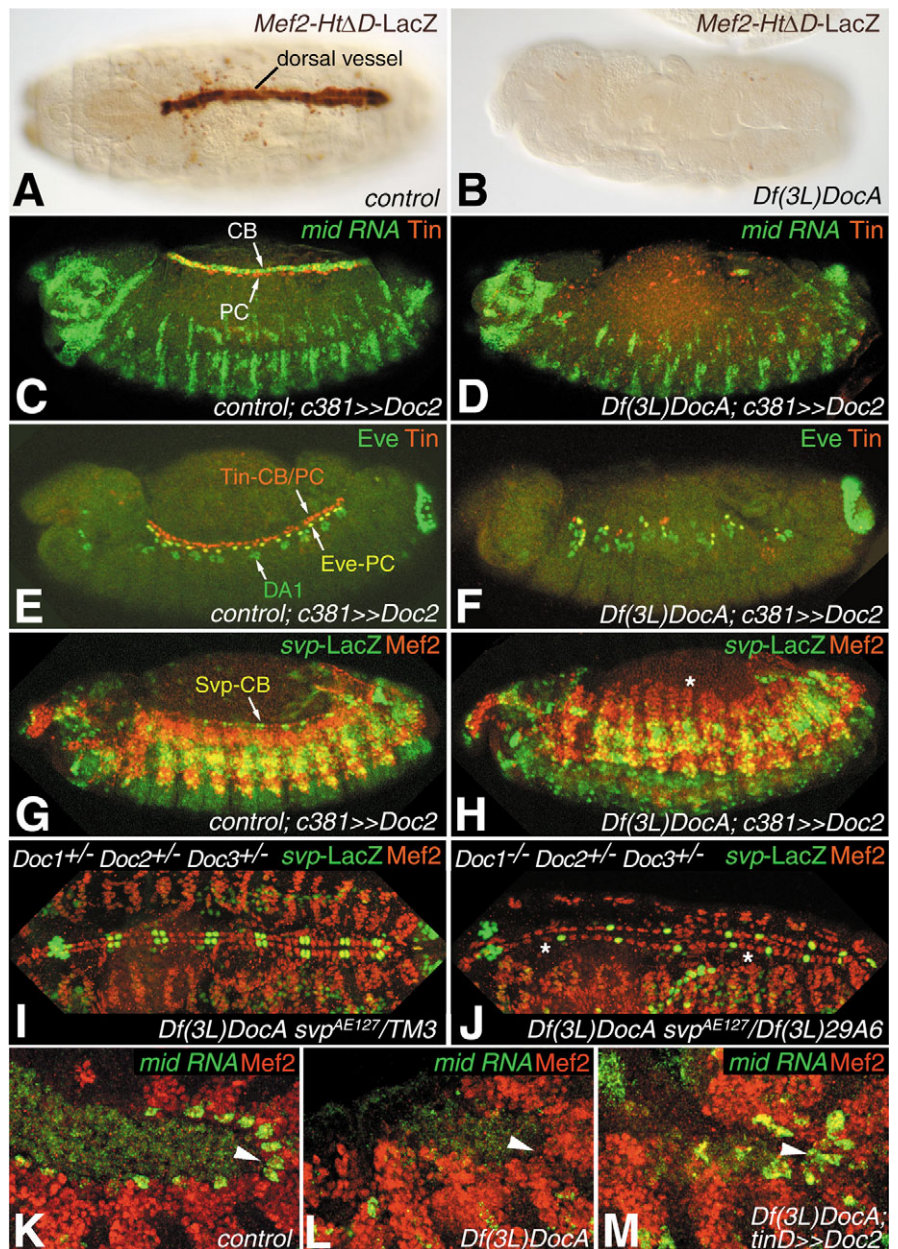 Mef2-HtΔD-LacZ
dorsal vessel
A
control
Mef2-HtΔD-LacZ
B
Df(3L)DocA
mid RNA Tin
CB
PC
C
control; c381>>Doc2
mid RNA Tin
D
Df(3L)DocA; c381>>Doc2
Eve Tin
Tin-CB/PC
Eve-PC
DA1
E
control; c381>>Doc2
Eve Tin
F
Df(3L)DocA; c381>>Doc2
svp-LacZ Mef2
Svp-CB
G
control; c381>>Doc2
svp-LacZ Mef2
*
H
Df(3L)DocA; c381>>Doc2
Doc1+/- Doc2+/- Doc3+/- svp-LacZ Mef2
I
Df(3L)DocA svpAE127/TM3
Doc1-/- Doc2+/- Doc3+/- svp-LacZ Mef2
*
*
J
Df(3L)DocA svpAE127/Df(3L)29A6
mid RNA Mef2
K
control
mid RNA Mef2
L
Df(3L)DocA
mid RNA Mef2
M
Df(3L)DocA;
tinD>>Doc2